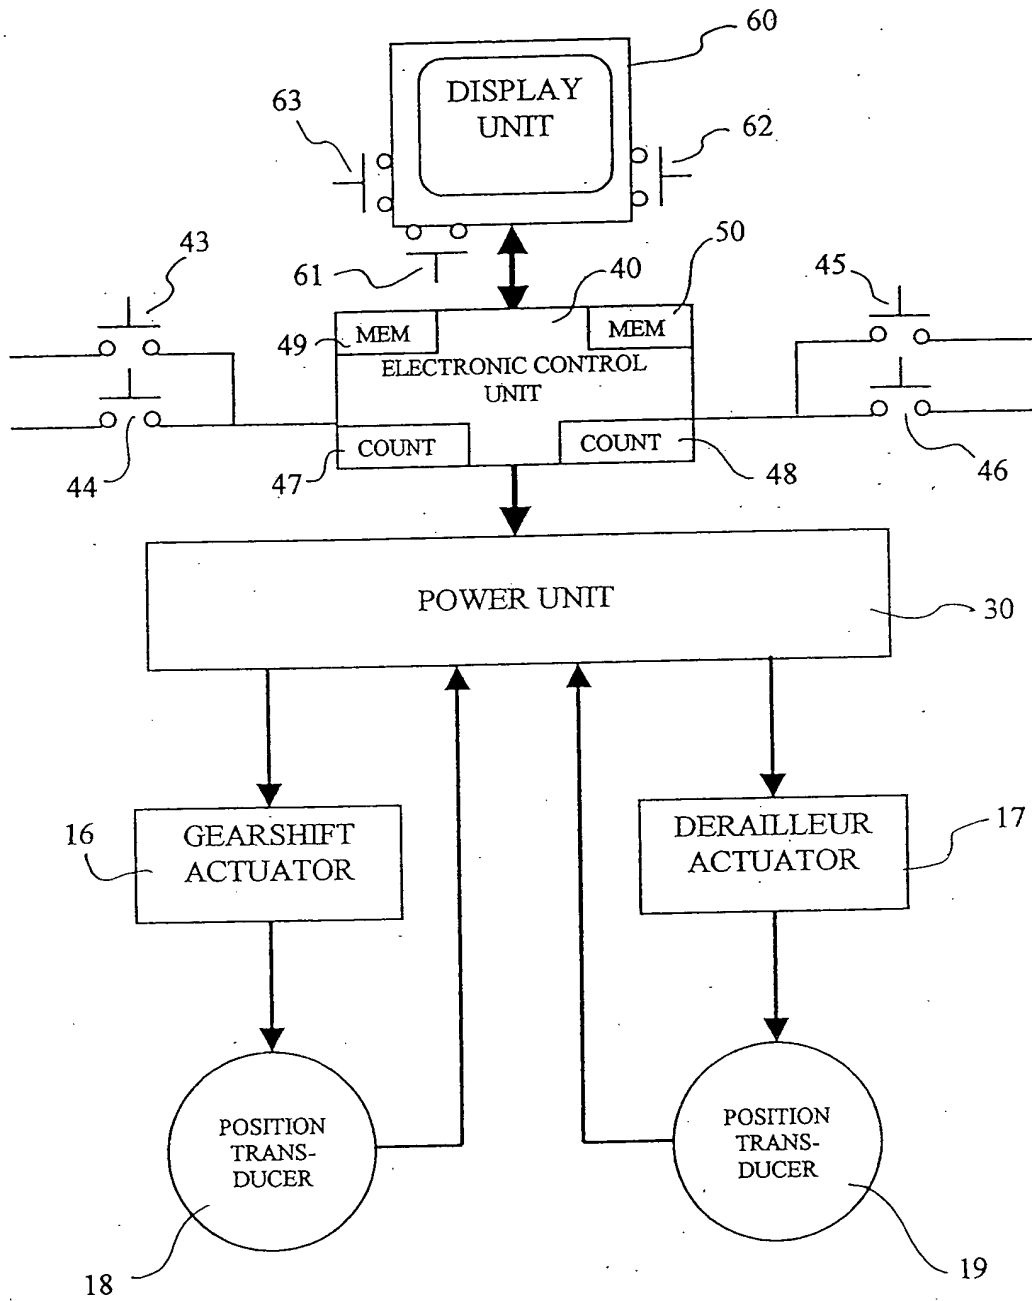 60
DISPLAY
UNIT
63
62
43
61
40
50
45
49
MEM
MEM
ELECTRONIC CONTROL
UNIT
44
47
COUNT
COUNT
48
46
POWER UNIT
30
16
GEARSHIFT
ACTUATOR
DERAILLEUR
ACTUATOR
17
POSITION
TRANS-
DUCER
POSITION
TRANS-
DUCER
18
19